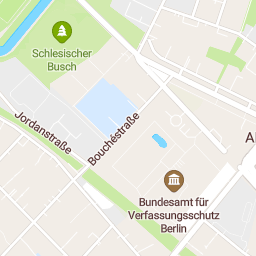 Schlesischer
Busch
Jordanstraße
Bouchéstraße
A
Bundesamt für
Verfassungsschutz
Berlin